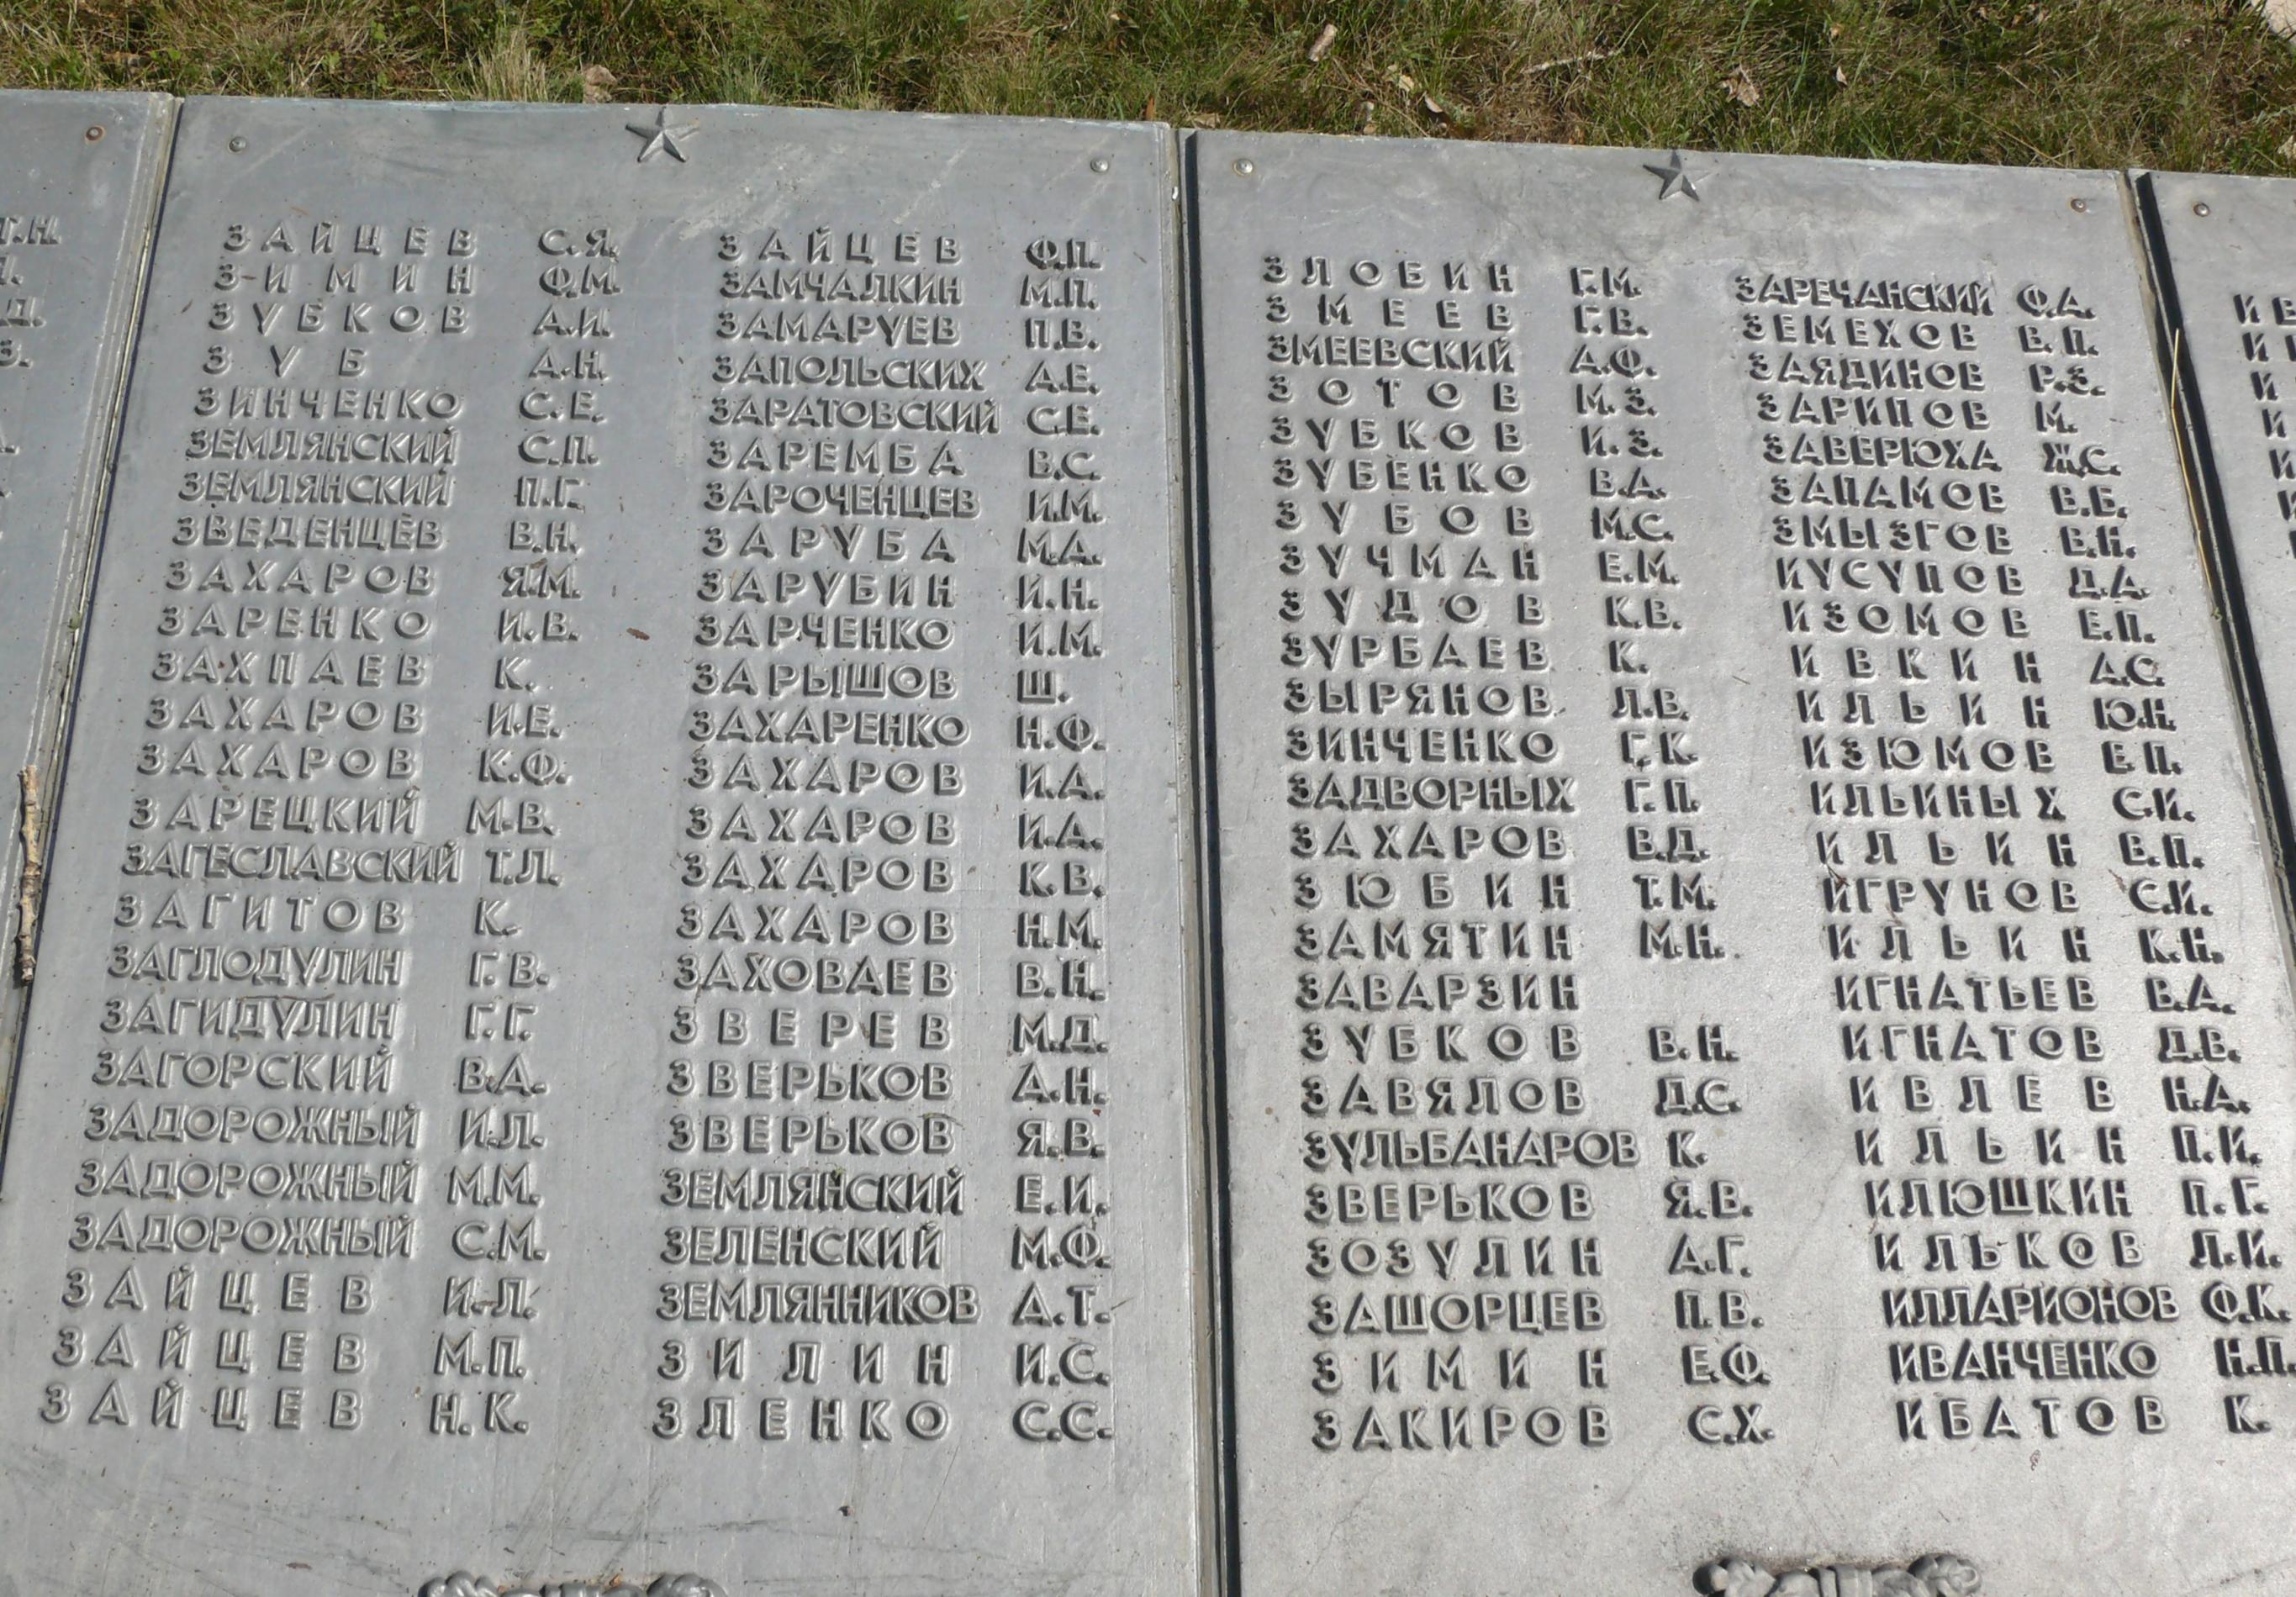 ЗАЙЦЕВ С.Я.
ЗИМИН Ф.М.
ЗУБКОВ А.И.
ЗУБ А.Н.
ЗИНЧЕНКО С.Е.
ЗЕМЛЯНСКИЙ С.П.
ЗЕМЛЯНСКИЙ П.Г.
ЗВЕДЕНЦЕВ В.Н.
ЗАХАРОВ Я.М.
ЗАРЕНКО И.В.
ЗАХПАЕВ К.
ЗАХАРОВ И.Е.
ЗАХАРОВ К.Ф.
ЗАРЕЦКИЙ М.В.
ЗАГЕСЛАВСКИЙ Т.Л.
ЗАГИТОВ К.
ЗАГЛОДУЛИН Г.В.
ЗАГИДУЛИН Г.Г.
ЗАГОРСКИЙ В.А.
ЗАДОРОЖНЫЙ И.Л.
ЗАДОРОЖНЫЙ М.М.
ЗАДОРОЖНЫЙ С.М.
ЗАЙЦЕВ И.Л.
ЗАЙЦЕВ М.П.
ЗАЙЦЕВ Н.К.
ЗАЙЦЕВ Ф.П.
ЗАМЧАЛКИН М.П.
ЗАМАРУЕВ П.В.
ЗАПОЛЬСКИХ А.Е.
ЗАРАТОВСКИЙ С.Е.
ЗАРЕМБА В.С.
ЗАРОЧЕНЦЕВ И.М.
ЗАРУБА М.Д.
ЗАРУБИН И.Н.
ЗАРЧЕНКО И.М.
ЗАРЫШОВ Ш.
ЗАХАРЕНКО Н.Ф.
ЗАХАРОВ И.А.
ЗАХАРОВ И.А.
ЗАХАРОВ К.В.
ЗАХАРОВ Н.М.
ЗАХОВАЕВ В.Н.
ЗВЕРЕВ М.Д.
ЗВЕРЬКОВ А.Н.
ЗВЕРЬКОВ Я.В.
ЗЕМЛЯНСКИЙ Е.И.
ЗЕЛЕНСКИЙ М.Ф.
ЗЕМЛЯННИКОВ А.Т.
ЗИЛИН И.С.
ЗЛЕНКО С.С.
ЗЛОБИН Г.М.
ЗМЕЕВ Г.В.
ЗМЕЕВСКИЙ А.Ф.
ЗОТОВ М.З.
ЗУБКОВ И.З.
ЗУБЕНКО В.А.
ЗУБОВ М.С.
ЗУЧМАН Е.М.
ЗУДОВ К.В.
ЗУРБАЕВ К.
ЗЫРЯНОВ Л.В.
ЗИНЧЕНКО Г.К.
ЗАДВОРНЫХ Г.П.
ЗАХАРОВ В.Д.
ЗЮБИН Т.М.
ЗАМЯТИН М.Н.
ЗАВАРЗИН
ЗУБКОВ В.Н.
ЗАВЯЛОВ Д.С.
ЗУЛЬБАНАРОВ К.
ЗВЕРЬКОВ Я.В.
ЗОЗУЛИН А.Г.
ЗАШОРЦЕВ П.В.
ЗИМИН Е.Ф.
ЗАКИРОВ С.Х.
ЗАРЕЧАНСКИЙ Ф.А.
ЗЕМЕХОВ В.П.
ЗАЯДИНОВ Р.З.
ЗАРИПОВ М.
ЗАВЕРЮХА Ж.С.
ЗАПАМОВ В.Б.
ЗМЫЗГОВ В.Н.
ИУСУПОВ Д.А.
ИЗОМОВ Е.П.
ИВКИН А.С.
ИЛЬИН Ю.Н.
ИЗЮМОВ Е.П.
ИЛЬИНЫХ С.И.
ИЛЬИН В.П.
ИГРУНОВ С.И.
ИЛЬИН К.Н.
ИГНАТЬЕВ В.А.
ИГНАТОВ Д.В.
ИВЛЕВ Н.А.
ИЛЬИН П.И.
ИЛЮШКИН П.Г.
ИЛЬКОВ Л.И.
ИЛЛАРИОНОВ Ф.К.
ИВАНЧЕНКО Н.П.
ИБАТОВ К.